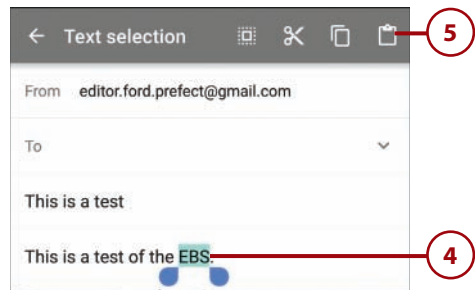 Text selection
5
From editor.ford.prefect@gmail.com
To
This is a test
This is a test of the EBS.
4